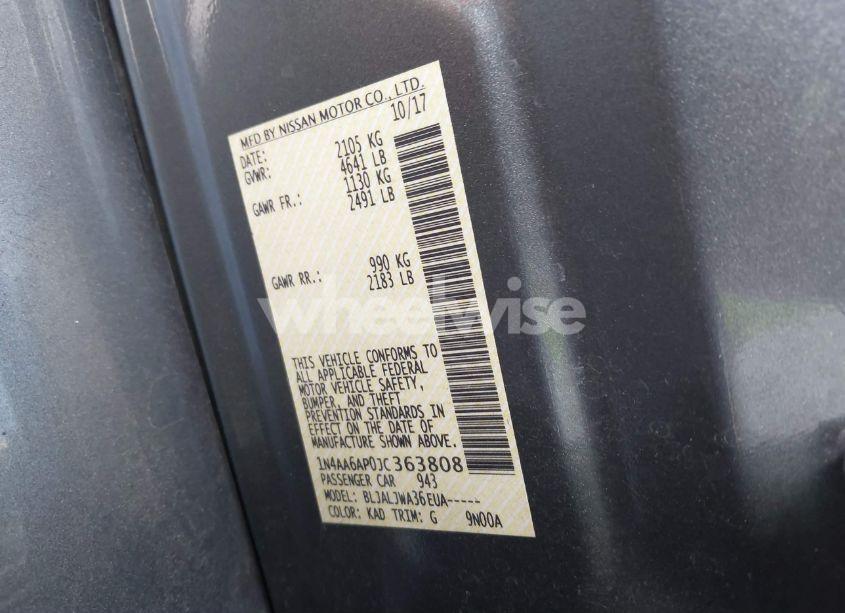 MFD BY NISSAN MOTOR CO., LTD.
DATE: 10/17
GVWR: 2105 KG
4641 LB
GAWR FR.: 1130 KG
2491 LB
GAWR RR.: 990 KG
2183 LB
THIS VEHICLE CONFORMS TO
ALL APPLICABLE FEDERAL
MOTOR VEHICLE SAFETY,
BUMPER, AND THEFT
PREVENTION STANDARDS IN
EFFECT ON THE DATE OF
MANUFACTURE SHOWN ABOVE.
1N4AA6AP0JC363808
PASSENGER CAR 943
MODEL: BLJALJWA36EUA-----
COLOR: KAD TRIM: G 9N00A
wheelwise